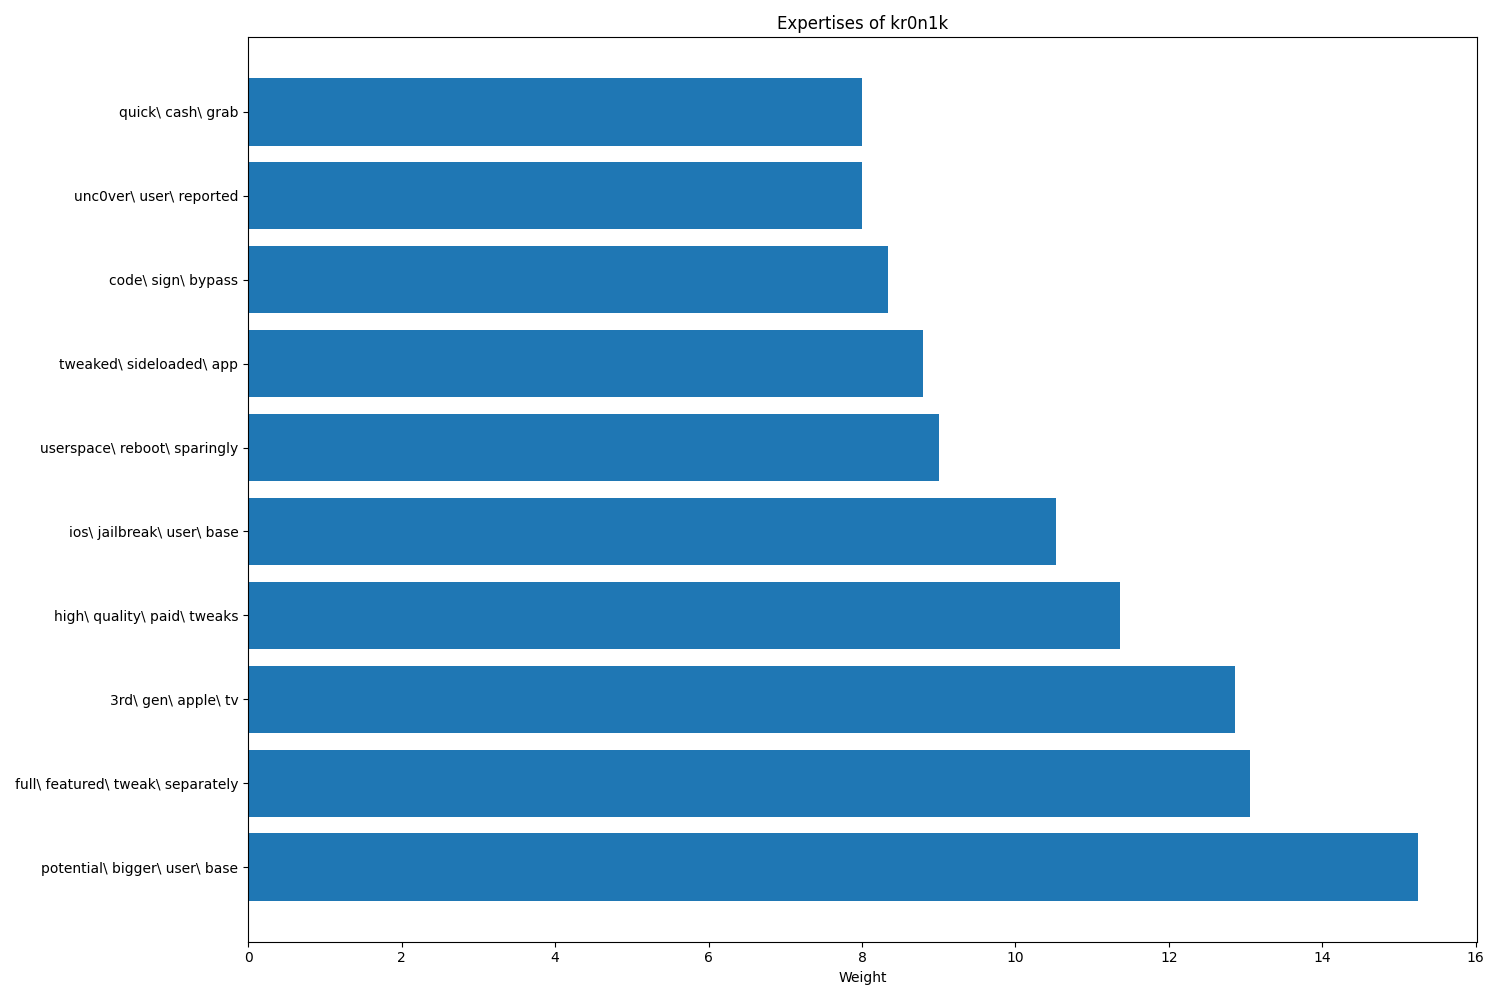 Expertises of kr0n1k
quick\ cash\ grab
unc0ver\ user\ reported
code\ sign\ bypass
tweaked\ sideloaded\ app
userspace\ reboot\ sparingly
ios\ jailbreak\ user\ base
high\ quality\ paid\ tweaks
3rd\ gen\ apple\ tv
full\ featured\ tweak\ separately
potential\ bigger\ user\ base
0 2 4 6 8 10 12 14 16
Weight